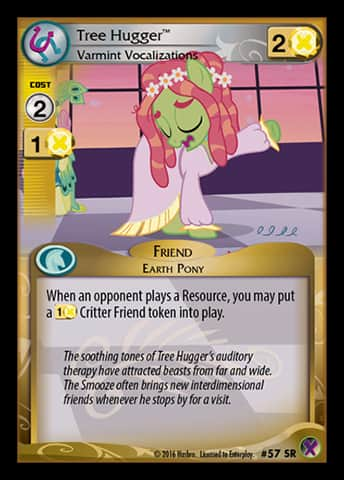 Tree Hugger™
Varmint Vocalizations
2
COST
2
1
FRIEND
EARTH PONY
When an opponent plays a Resource, you may put
a 1 Critter Friend token into play.
The soothing tones of Tree Hugger's auditory
therapy have attracted beasts from far and wide.
The Smooze often brings new interdimensional
friends whenever he stops by for a visit.
© 2016 Hasbro. Licensed to Enterplay. #57 SR